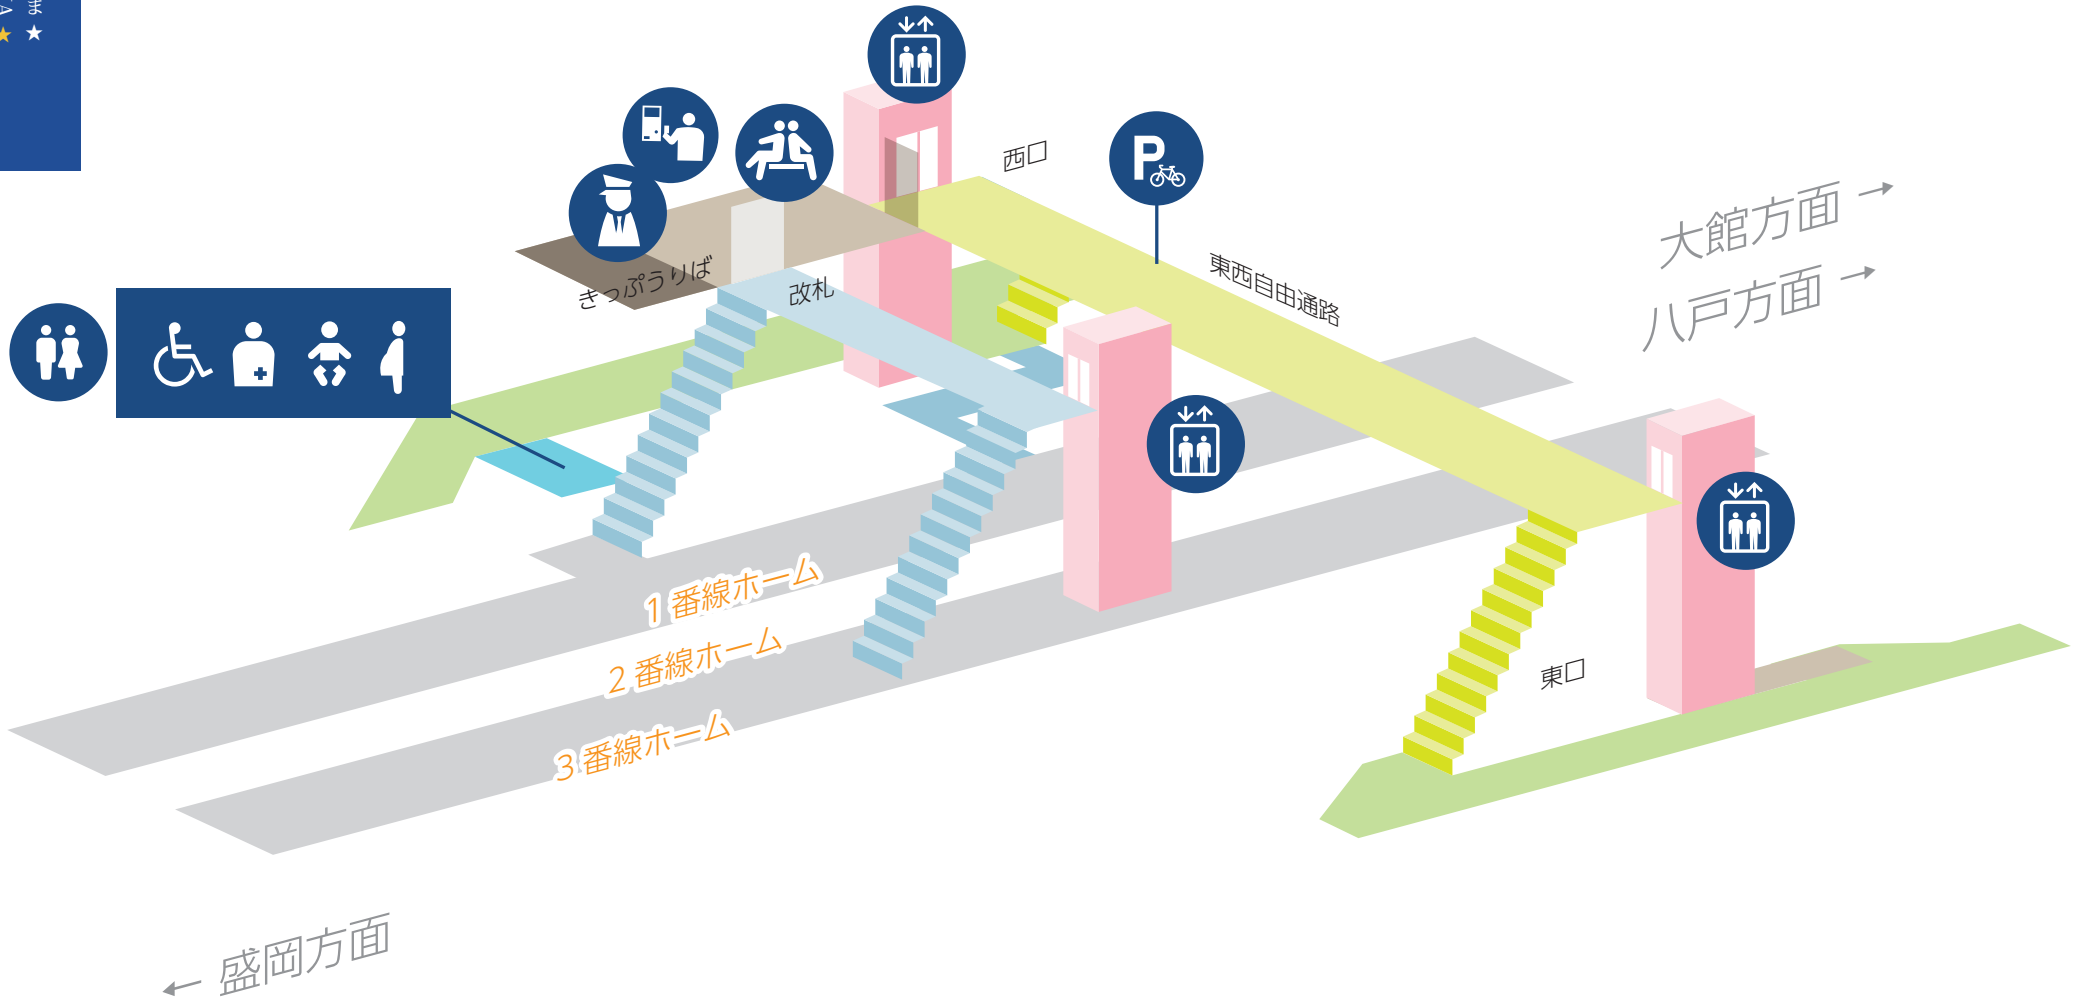 ま ★
A ★
西口
P
大館方面 →
八戸方面 →
東西自由通路
きっぷうりば
改札
1 番線ホーム
2 番線ホーム
3 番線ホーム
東口
← 盛岡方面